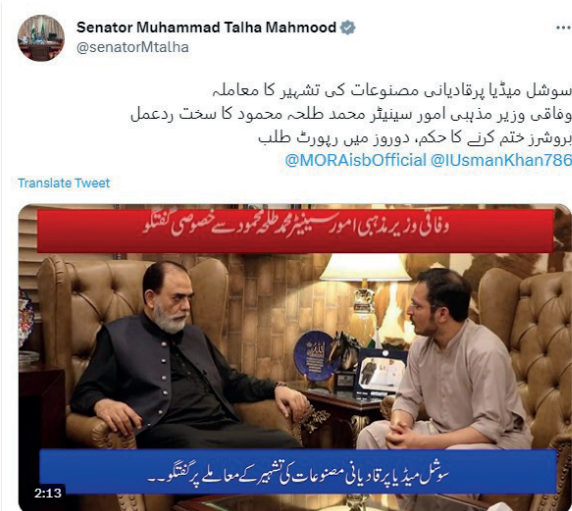 Senator Muhammad Talha Mahmood
@senatorMtalha
سوشل میڈیا پرقادیانی مصنوعات کی تشہیر کا معاملہ
وفاقی وزیر مذہبی امور سینیٹر محمد طلحہ محمود کا سخت ردعمل
بروشرز ختم کرنے کا حکم، دوروز میں رپورٹ طلب
@MORAisbOfficial @IUsmanKhan786
Translate Tweet
وفاقی وزیر مذہبی امور سینیٹر محمد طلحہ محمود سے خصوصی گفتگو
سوشل میڈیا پر قادیانی مصنوعات کی تشہیر کے معاملے پر گفتگو۔۔
2:13